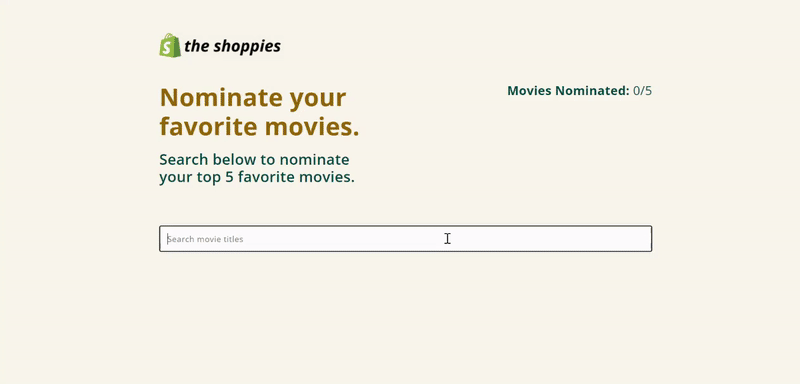 the shoppies
Nominate your
favorite movies.
Movies Nominated: 0/5
Search below to nominate
your top 5 favorite movies.
Search movie titles